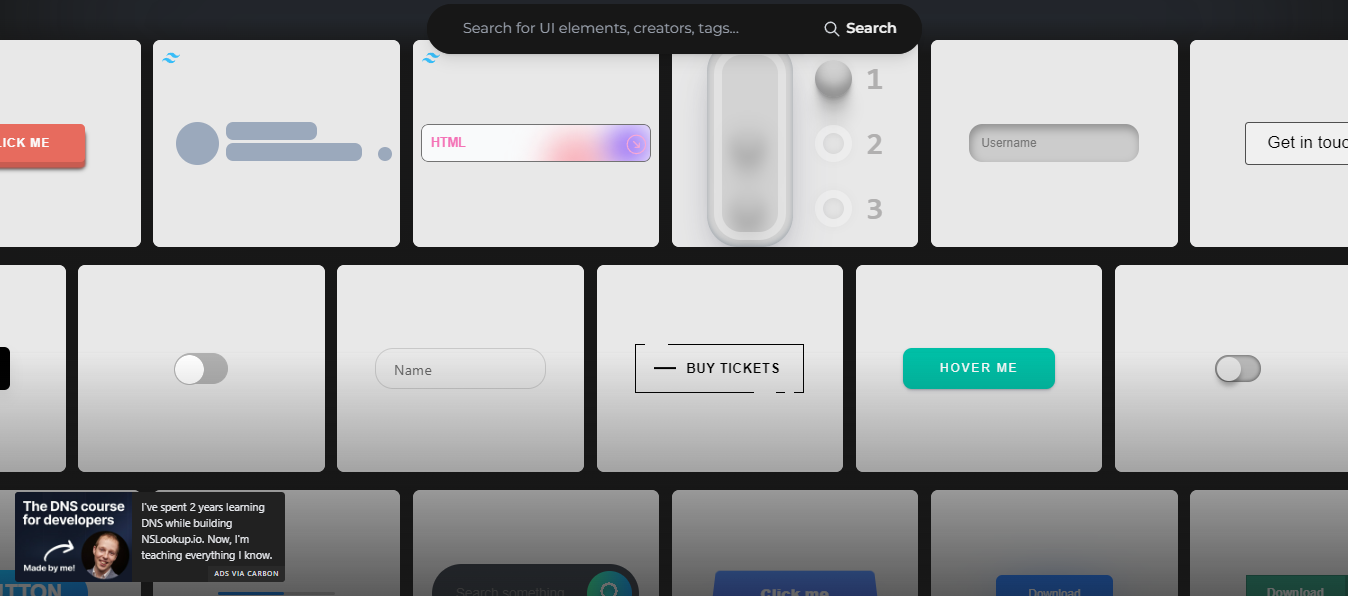 Search for UI elements, creators, tags...
Search
LICK ME
HTML
1
2
3
Username
Get in touc
Name
BUY TICKETS
HOVER ME
The DNS course
for developers
Made by me!
I've spent 2 years learning
DNS while building
NSLookup.io. Now, I'm
teaching everything I know.
ADS VIA CARBON
TTON
Search something
Click me
Download
Download